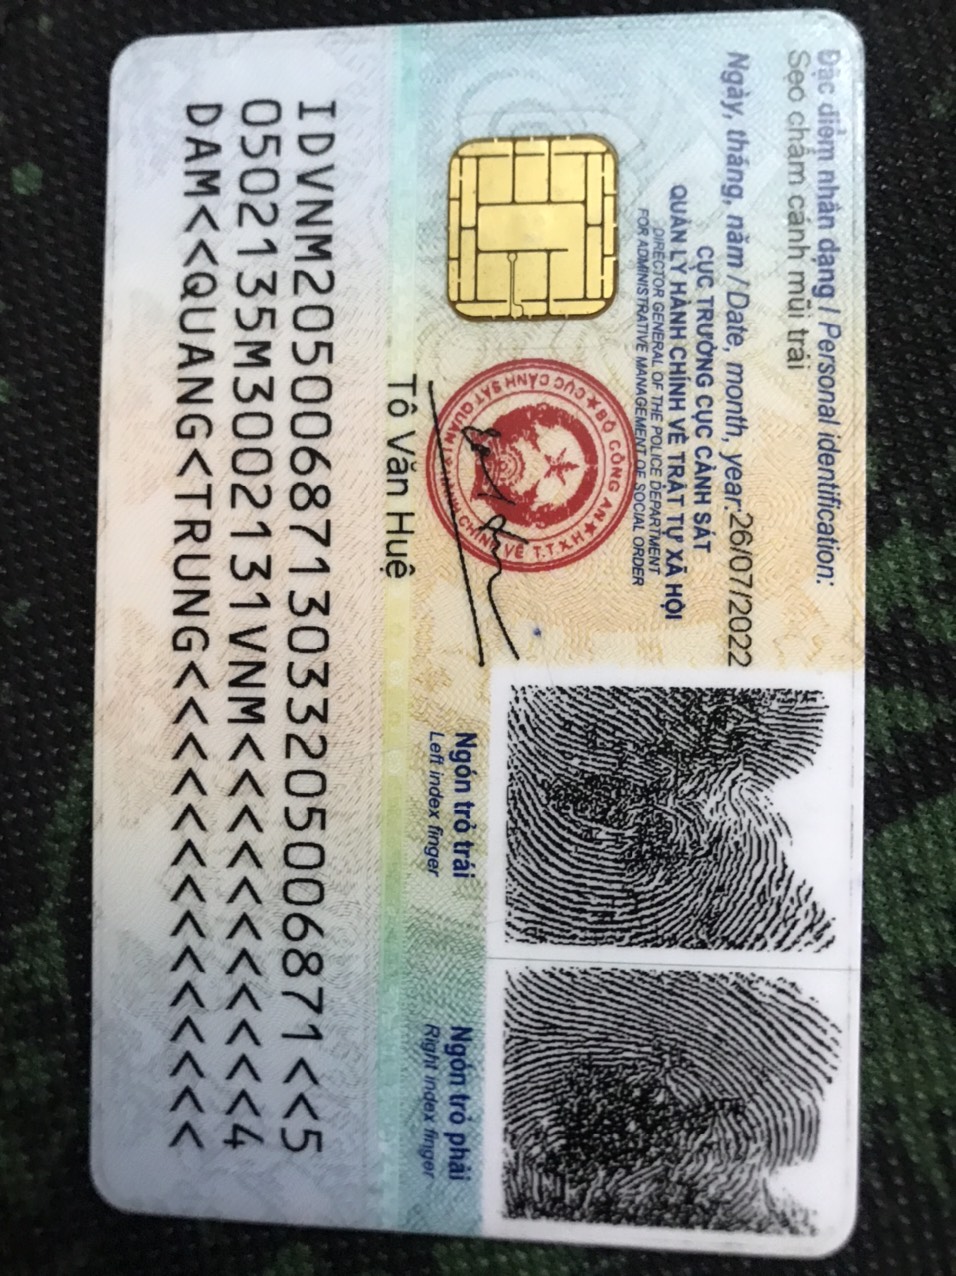 Đặc điểm nhân dạng / Personal identification:
Sẹo chấm cánh mũi trái
Ngày, tháng, năm / Date, month, year: 26/07/2022
CỤC TRƯỞNG CỤC CẢNH SÁT
QUẢN LÝ HÀNH CHÍNH VỀ TRẬT TỰ XÃ HỘI
DIRECTOR GENERAL OF THE POLICE DEPARTMENT
FOR ADMINISTRATIVE MANAGEMENT OF SOCIAL ORDER
BỘ CÔNG AN
CỤC CẢNH SÁT QUẢN LÝ HÀNH CHÍNH VỀ T.T.X.H
Tô Văn Huệ
Ngón trỏ trái
Left index finger
Ngón trỏ phải
Right index finger
IDVNM2050068713033205006871<<5
0502135M3002131VNM<<<<<<<<<<<4
DAM<<QUANG<TRUNG<<<<<<<<<<<<<<